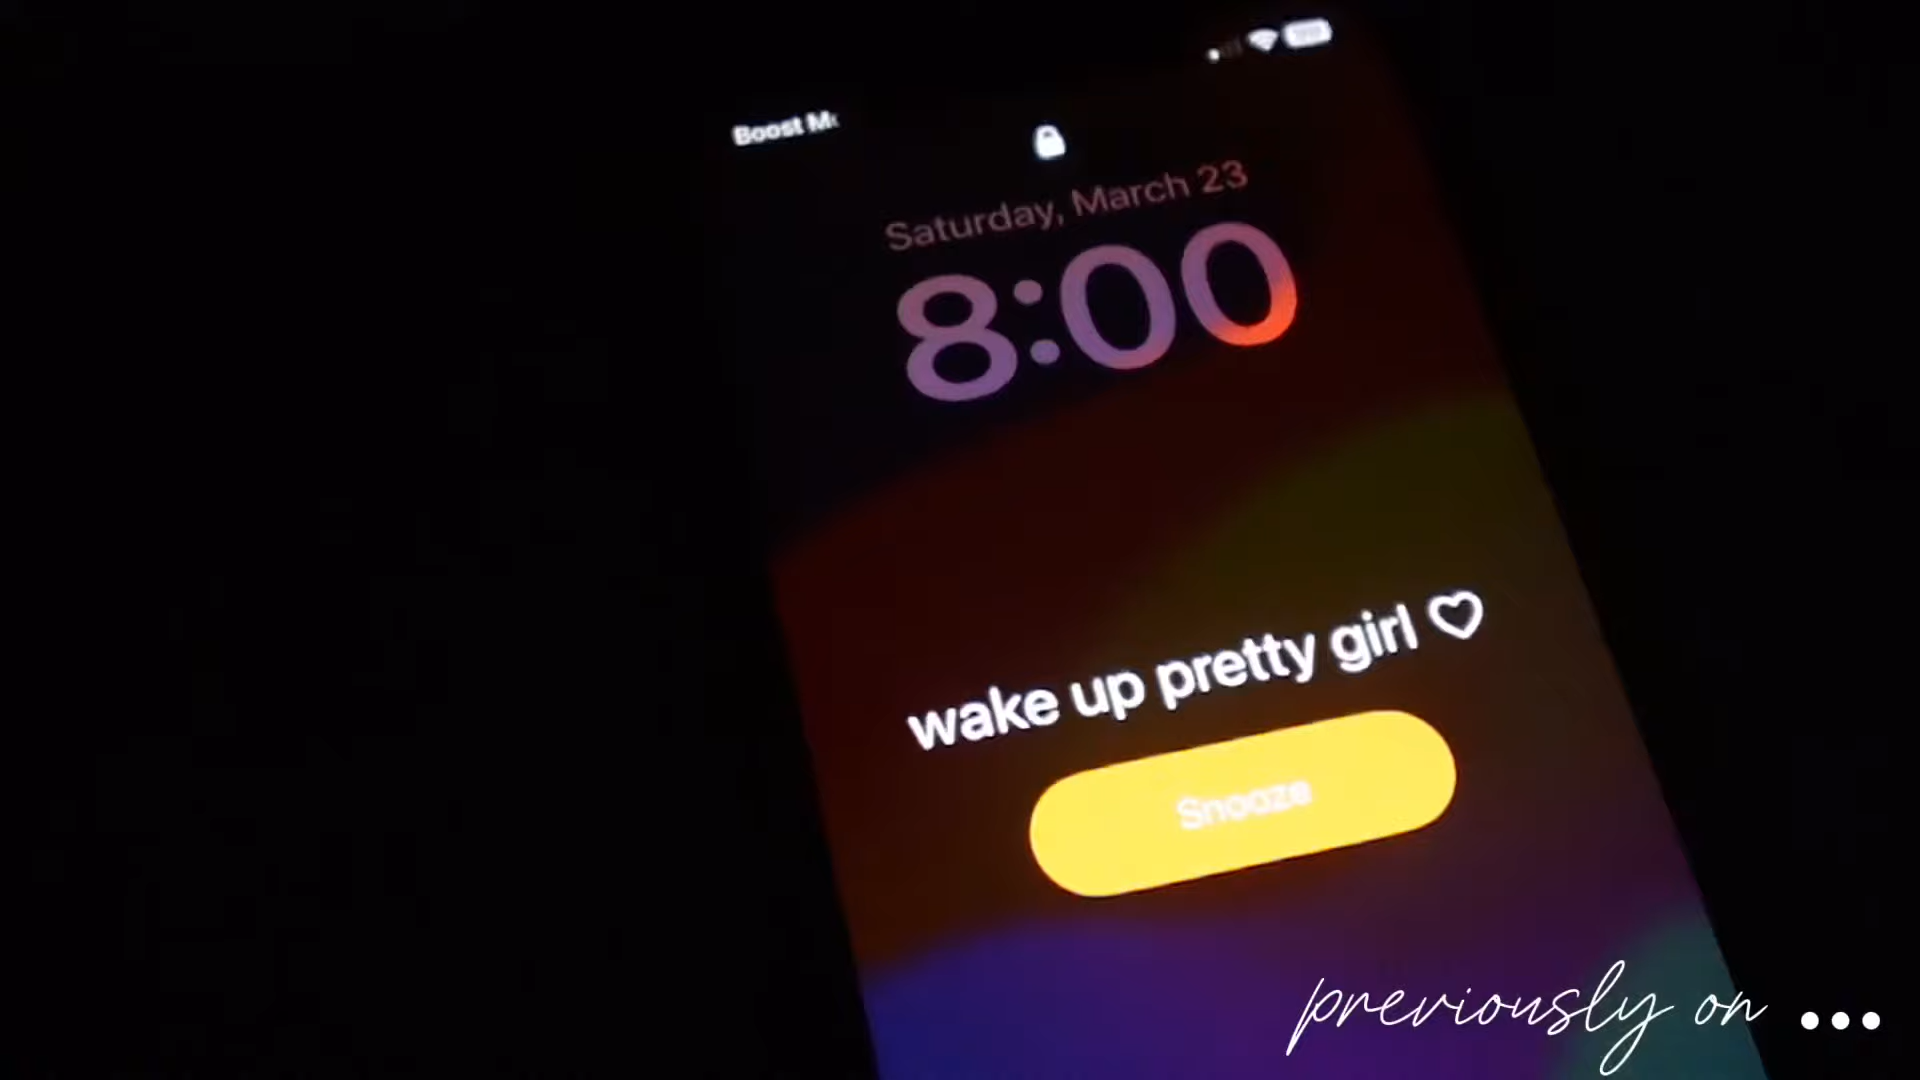 Boost M
Saturday, March 23
8:00
wake up pretty girl ♡
Snooze
previously on ...